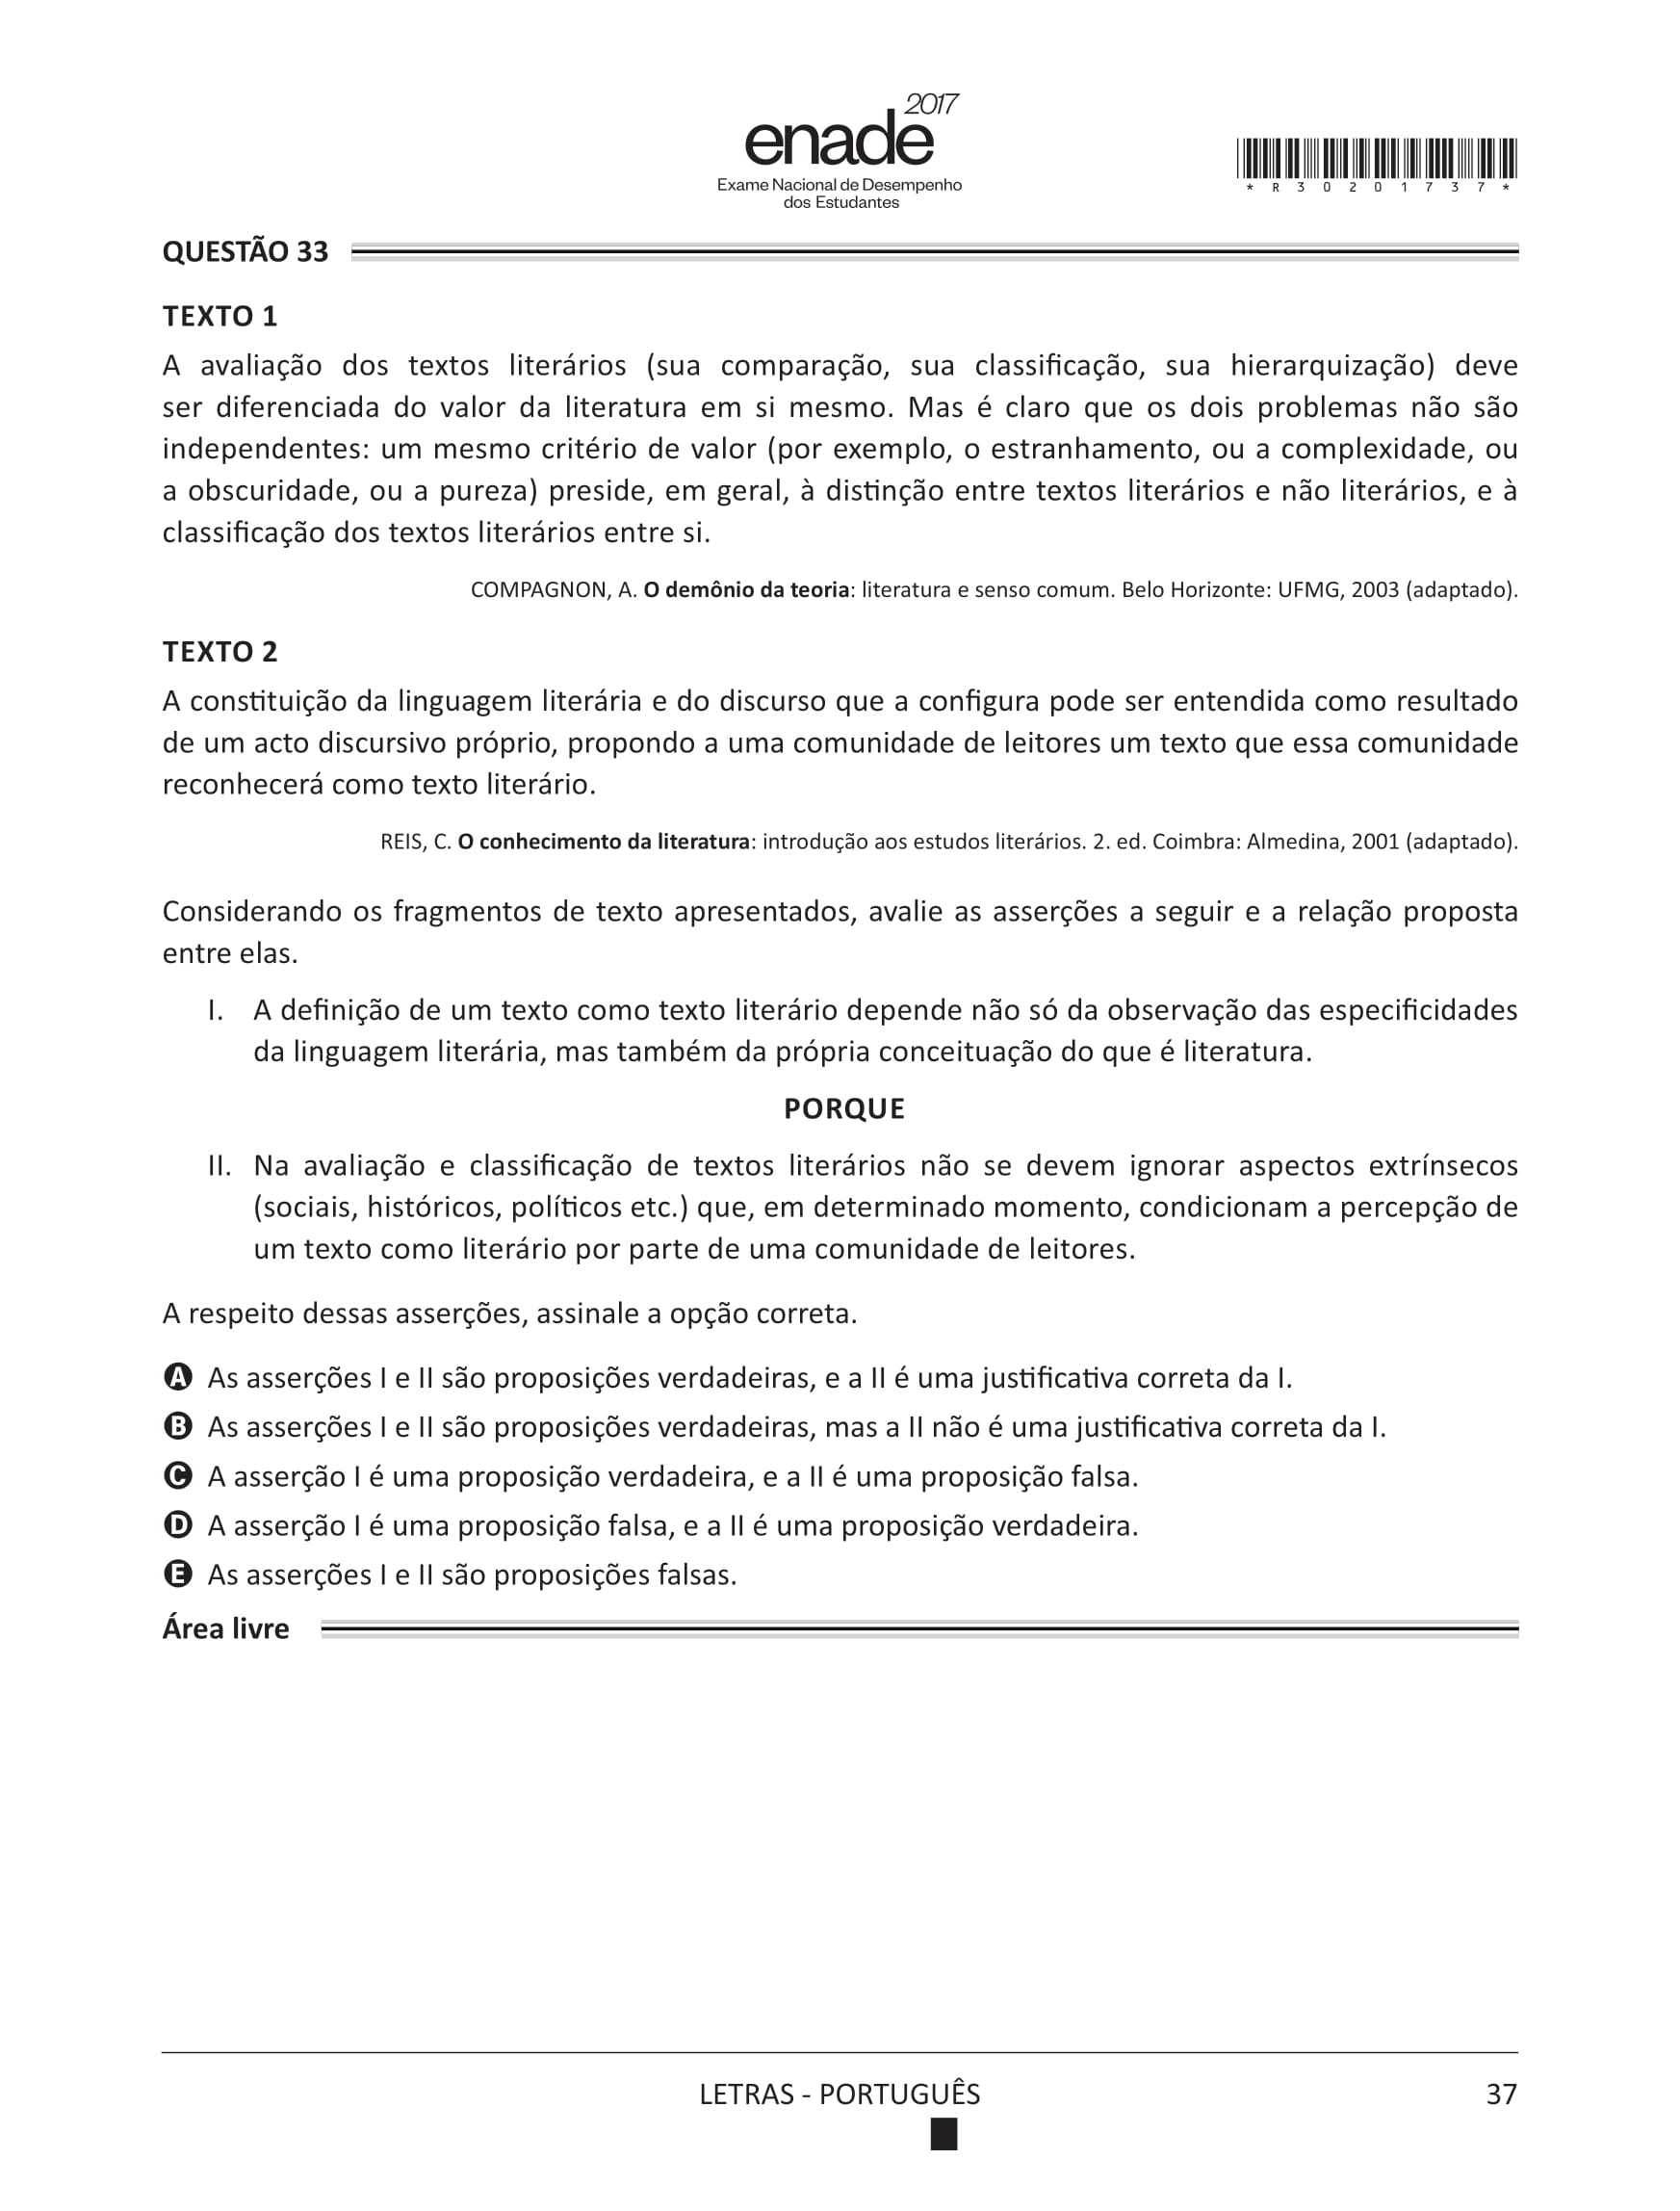 2017
enade
Exame Nacional de Desempenho
dos Estudantes
* R 3 0 2 0 1 7 3 7 *
QUESTÃO 33
TEXTO 1
A avaliação dos textos literários (sua comparação, sua classificação, sua hierarquização) deve
ser diferenciada do valor da literatura em si mesmo. Mas é claro que os dois problemas não são
independentes: um mesmo critério de valor (por exemplo, o estranhamento, ou a complexidade, ou
a obscuridade, ou a pureza) preside, em geral, à distinção entre textos literários e não literários, e à
classificação dos textos literários entre si.
COMPAGNON, A. O demônio da teoria: literatura e senso comum. Belo Horizonte: UFMG, 2003 (adaptado).
TEXTO 2
A constituição da linguagem literária e do discurso que a configura pode ser entendida como resultado
de um acto discursivo próprio, propondo a uma comunidade de leitores um texto que essa comunidade
reconhecerá como texto literário.
REIS, C. O conhecimento da literatura: introdução aos estudos literários. 2. ed. Coimbra: Almedina, 2001 (adaptado).
Considerando os fragmentos de texto apresentados, avalie as asserções a seguir e a relação proposta
entre elas.
I. A definição de um texto como texto literário depende não só da observação das especificidades
da linguagem literária, mas também da própria conceituação do que é literatura.
PORQUE
II. Na avaliação e classificação de textos literários não se devem ignorar aspectos extrínsecos
(sociais, históricos, políticos etc.) que, em determinado momento, condicionam a percepção de
um texto como literário por parte de uma comunidade de leitores.
A respeito dessas asserções, assinale a opção correta.
A As asserções I e II são proposições verdadeiras, e a II é uma justificativa correta da I.
B As asserções I e II são proposições verdadeiras, mas a II não é uma justificativa correta da I.
C A asserção I é uma proposição verdadeira, e a II é uma proposição falsa.
D A asserção I é uma proposição falsa, e a II é uma proposição verdadeira.
E As asserções I e II são proposições falsas.
Área livre
LETRAS - PORTUGUÊS
37